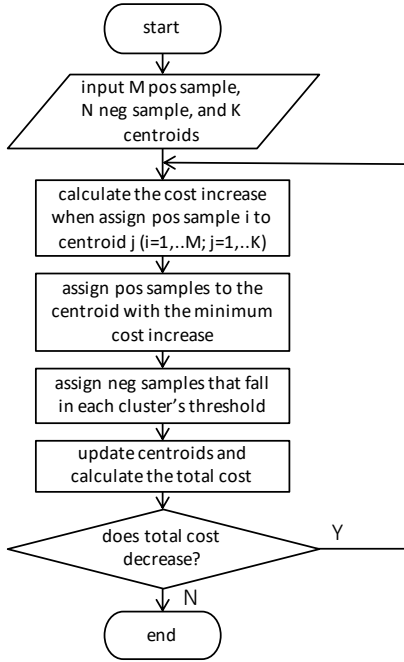 start
input M pos sample,
N neg sample, and K
centroids
calculate the cost increase
when assign pos sample i to
centroid j (i=1,..M; j=1,..K)
assign pos samples to the
centroid with the minimum
cost increase
assign neg samples that fall
in each cluster’s threshold
update centroids and
calculate the total cost
does total cost
decrease?
Y
N
end